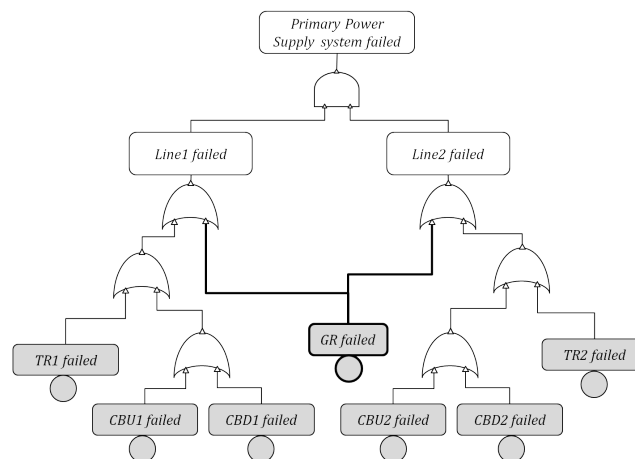 Primary Power
Supply system failed
Line1 failed
Line2 failed
GR failed
TR1 failed
TR2 failed
CBU1 failed
CBD1 failed
CBU2 failed
CBD2 failed